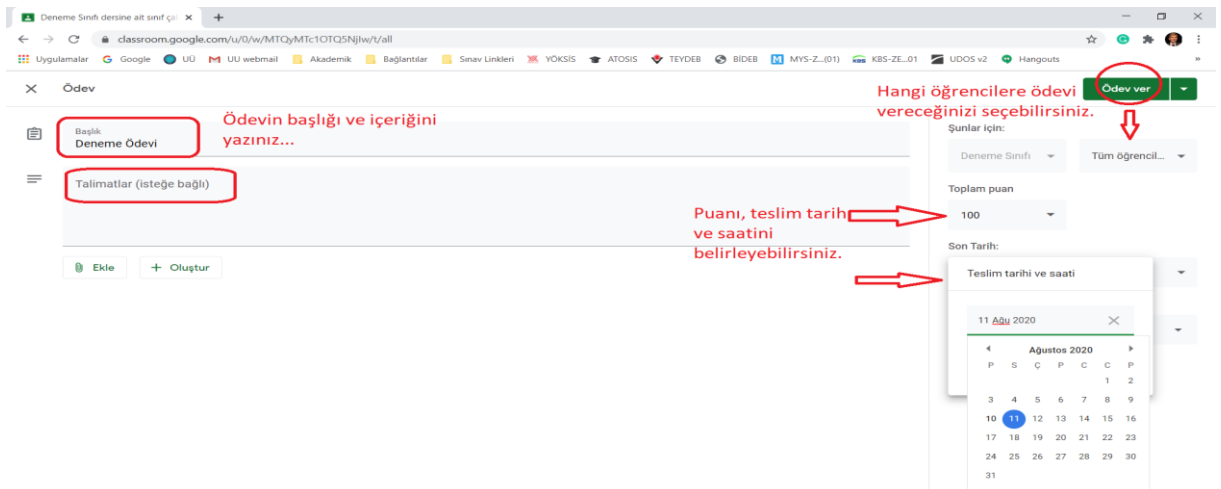 Deneme Sınıfı dersine ait sınıf çal
classroom.google.com/u/0/w/MTQyMTc1OTQ5NjIw/t/all
Uygulamalar Google UÜ UU webmail Akademik Bağlantılar Sınav Linkleri YÖKSİS ATOSIS TEYDEB BİDEB MYS-Z...(01) KBS-ZE...01 UDOS v2 Hangouts »
Ödev
Hangi öğrencilere ödevi
vereceğinizi seçebilirsiniz.
Ödev ver
Başlık
Deneme Ödevi
Ödevin başlığı ve içeriğini
yazınız...
Talimatlar (isteğe bağlı)
Ekle + Oluştur
Şunlar için:
Deneme Sınıfı Tüm öğrencil...
Toplam puan
100
Puanı, teslim tarih
ve saatini
belirleyebilirsiniz.
Son Tarih:
Teslim tarihi ve saati
11 Ağu 2020
Ağustos 2020
P S Ç P C C P
1 2
3 4 5 6 7 8 9
10 11 12 13 14 15 16
17 18 19 20 21 22 23
24 25 26 27 28 29 30
31